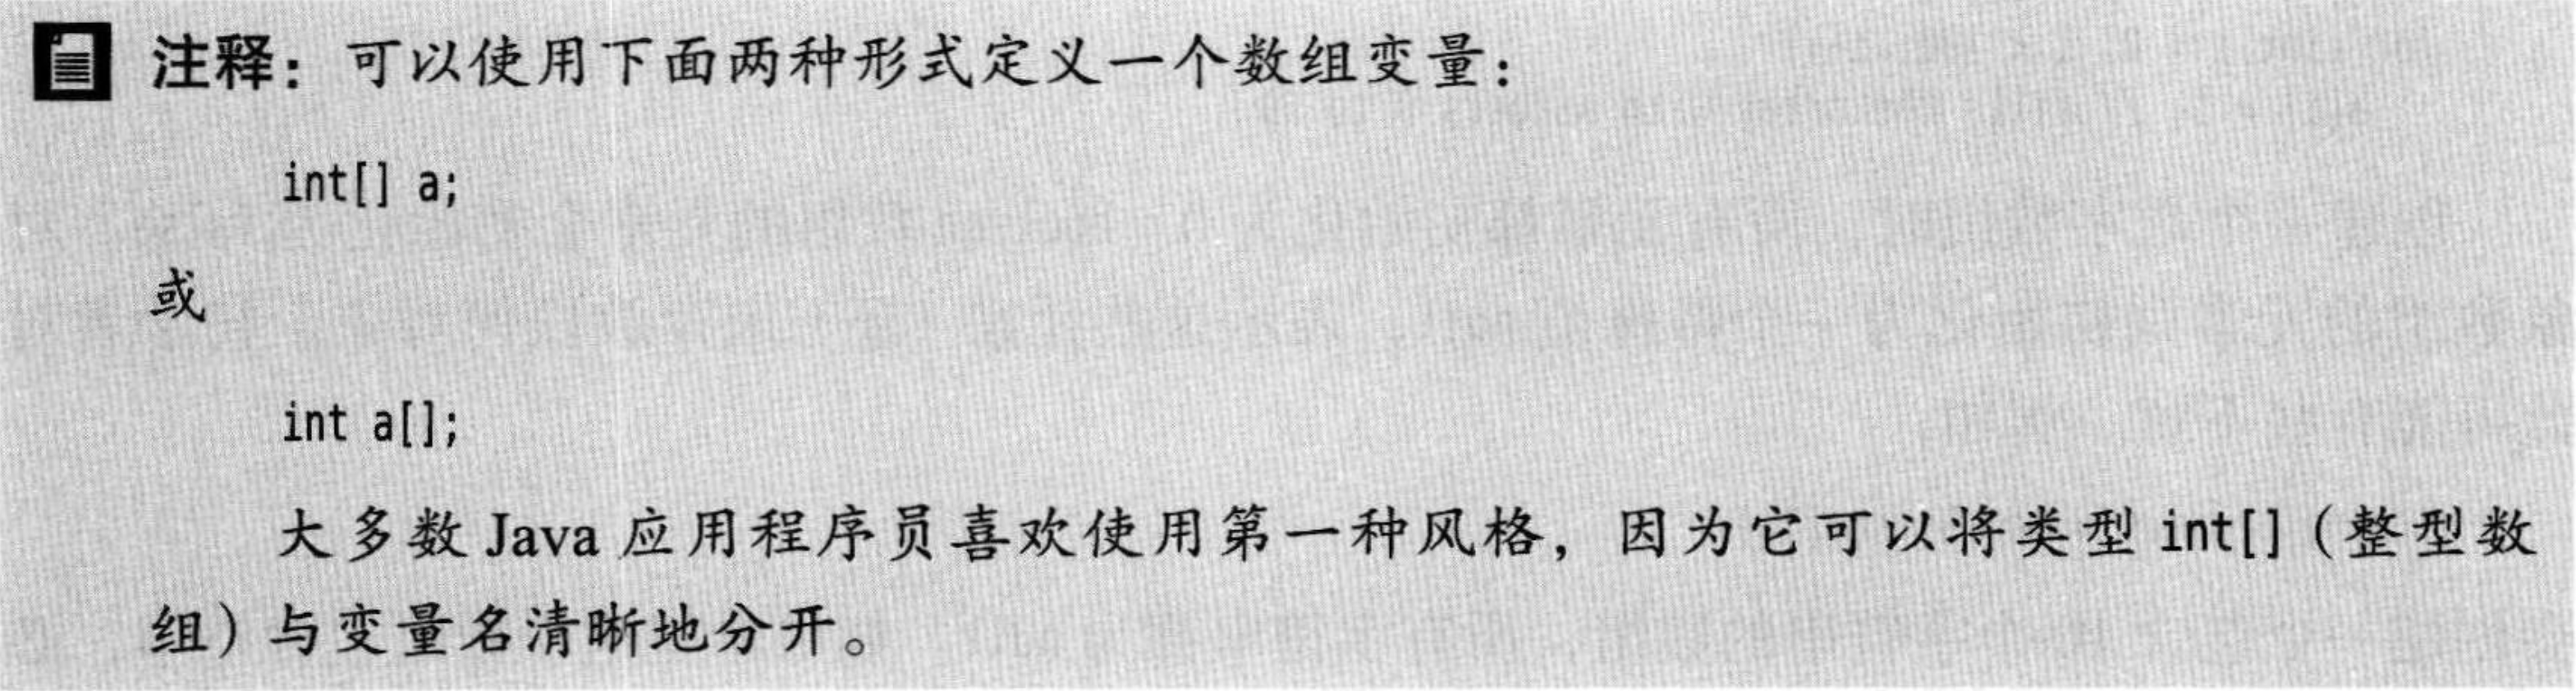 注释：可以使用下面两种形式定义一个数组变量：
int[] a;
或
int a[];
大多数 Java 应用程序员喜欢使用第一种风格，因为它可以将类型 int[]（整型数
组）与变量名清晰地分开。